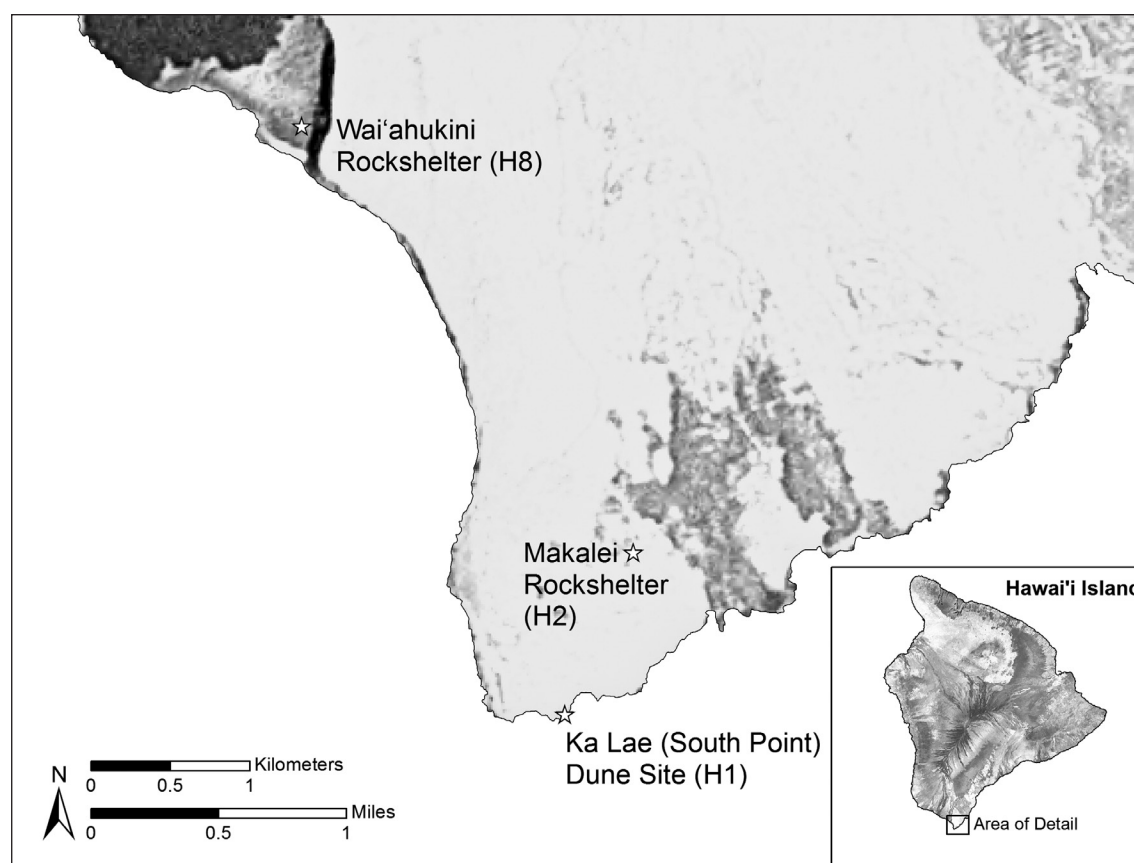 Wai‘ahukini
Rockshelter (H8)
Makalei
Rockshelter
(H2)
Ka Lae (South Point)
Dune Site (H1)
Hawai'i Island
Area of Detail
N
Kilometers
0 0.5 1
Miles
0 0.5 1